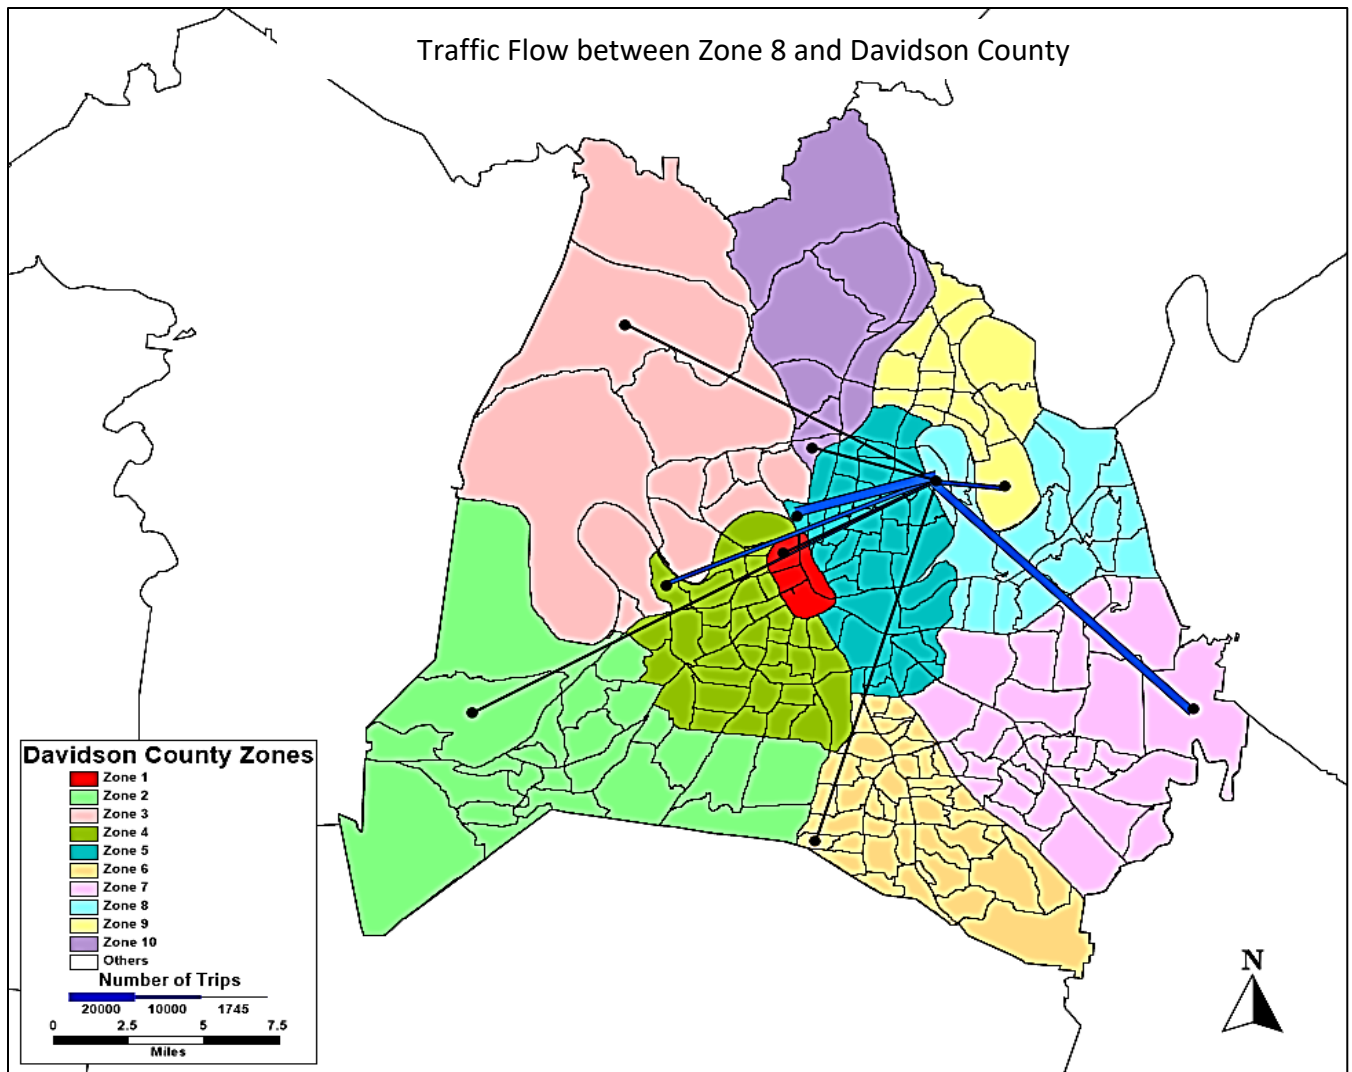 Traffic Flow between Zone 8 and Davidson County
Davidson County Zones
Zone 1
Zone 2
Zone 3
Zone 4
Zone 5
Zone 6
Zone 7
Zone 8
Zone 9
Zone 10
Others
Number of Trips
20000 10000 1745
0 2.5 5 7.5
Miles
N